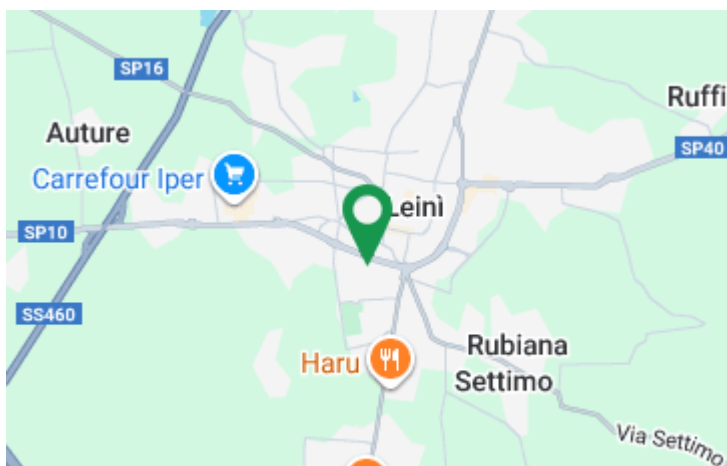 SP16
Ruffi
Auture
SP40
Carrefour Iper
Leinì
SP10
SS460
Rubiana
Settimo
Haru
Via Settimo